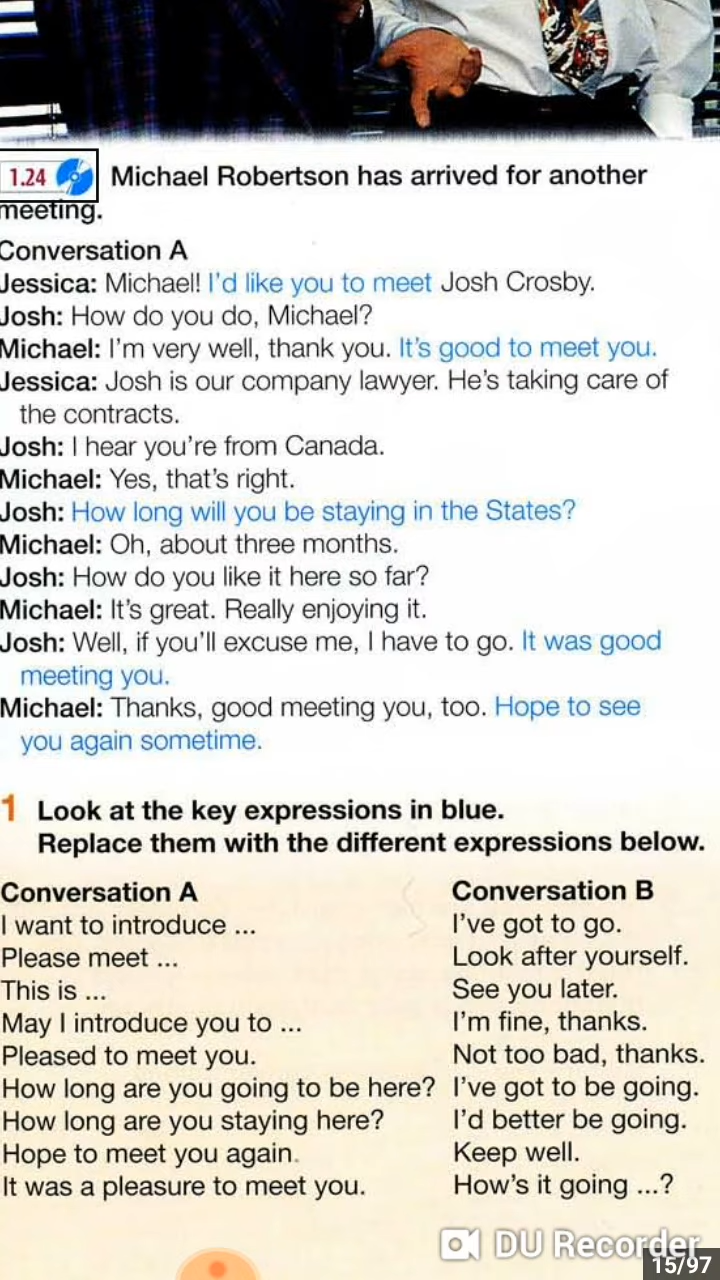 1.24 Michael Robertson has arrived for another
meeting.
Conversation A
Jessica: Michael! I'd like you to meet Josh Crosby.
Josh: How do you do, Michael?
Michael: I'm very well, thank you. It's good to meet you.
Jessica: Josh is our company lawyer. He's taking care of
the contracts.
Josh: I hear you're from Canada.
Michael: Yes, that's right.
Josh: How long will you be staying in the States?
Michael: Oh, about three months.
Josh: How do you like it here so far?
Michael: It's great. Really enjoying it.
Josh: Well, if you'll excuse me, I have to go. It was good
meeting you.
Michael: Thanks, good meeting you, too. Hope to see
you again sometime.
1 Look at the key expressions in blue.
Replace them with the different expressions below.
Conversation A
I want to introduce ...
Please meet ...
This is ...
May I introduce you to ...
Pleased to meet you.
How long are you going to be here?
How long are you staying here?
Hope to meet you again.
It was a pleasure to meet you.
Conversation B
I've got to go.
Look after yourself.
See you later.
I'm fine, thanks.
Not too bad, thanks.
I've got to be going.
I'd better be going.
Keep well.
How's it going ...?
DU Recorder
15/97